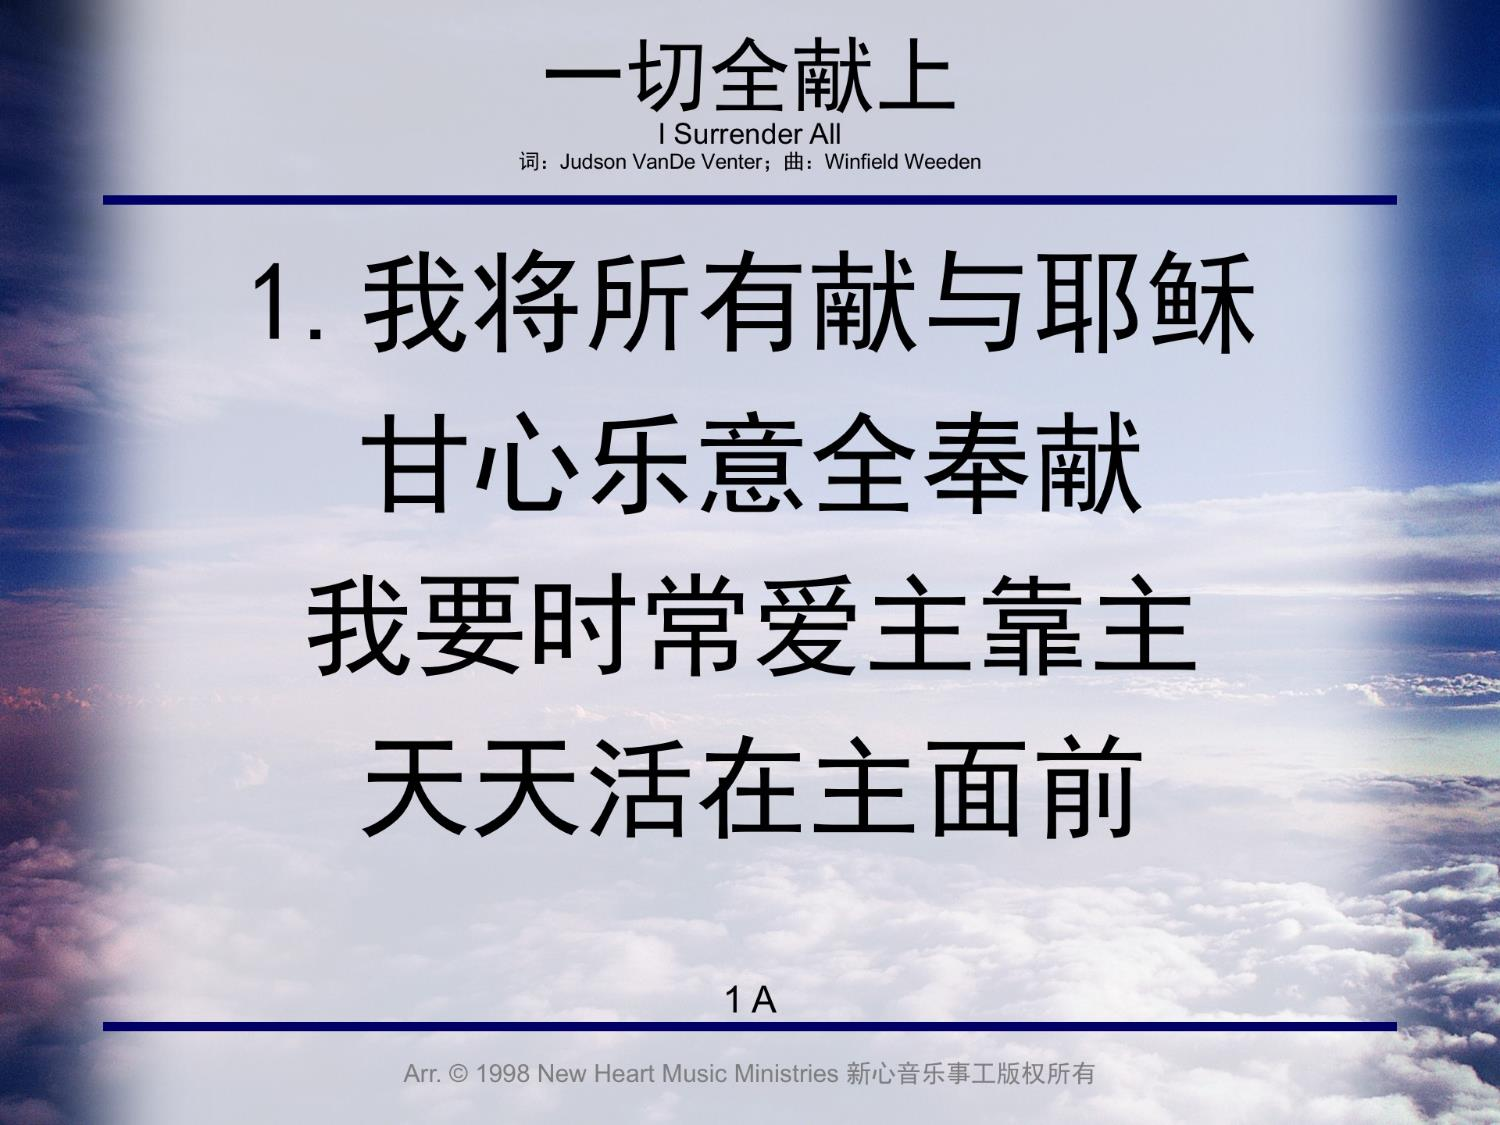 一切全献上
I Surrender All
词：Judson VanDe Venter；曲：Winfield Weeden
1. 我将所有献与耶稣
甘心乐意全奉献
我要时常爱主靠主
天天活在主面前
1 A
Arr. © 1998 New Heart Music Ministries 新心音乐事工版权所有